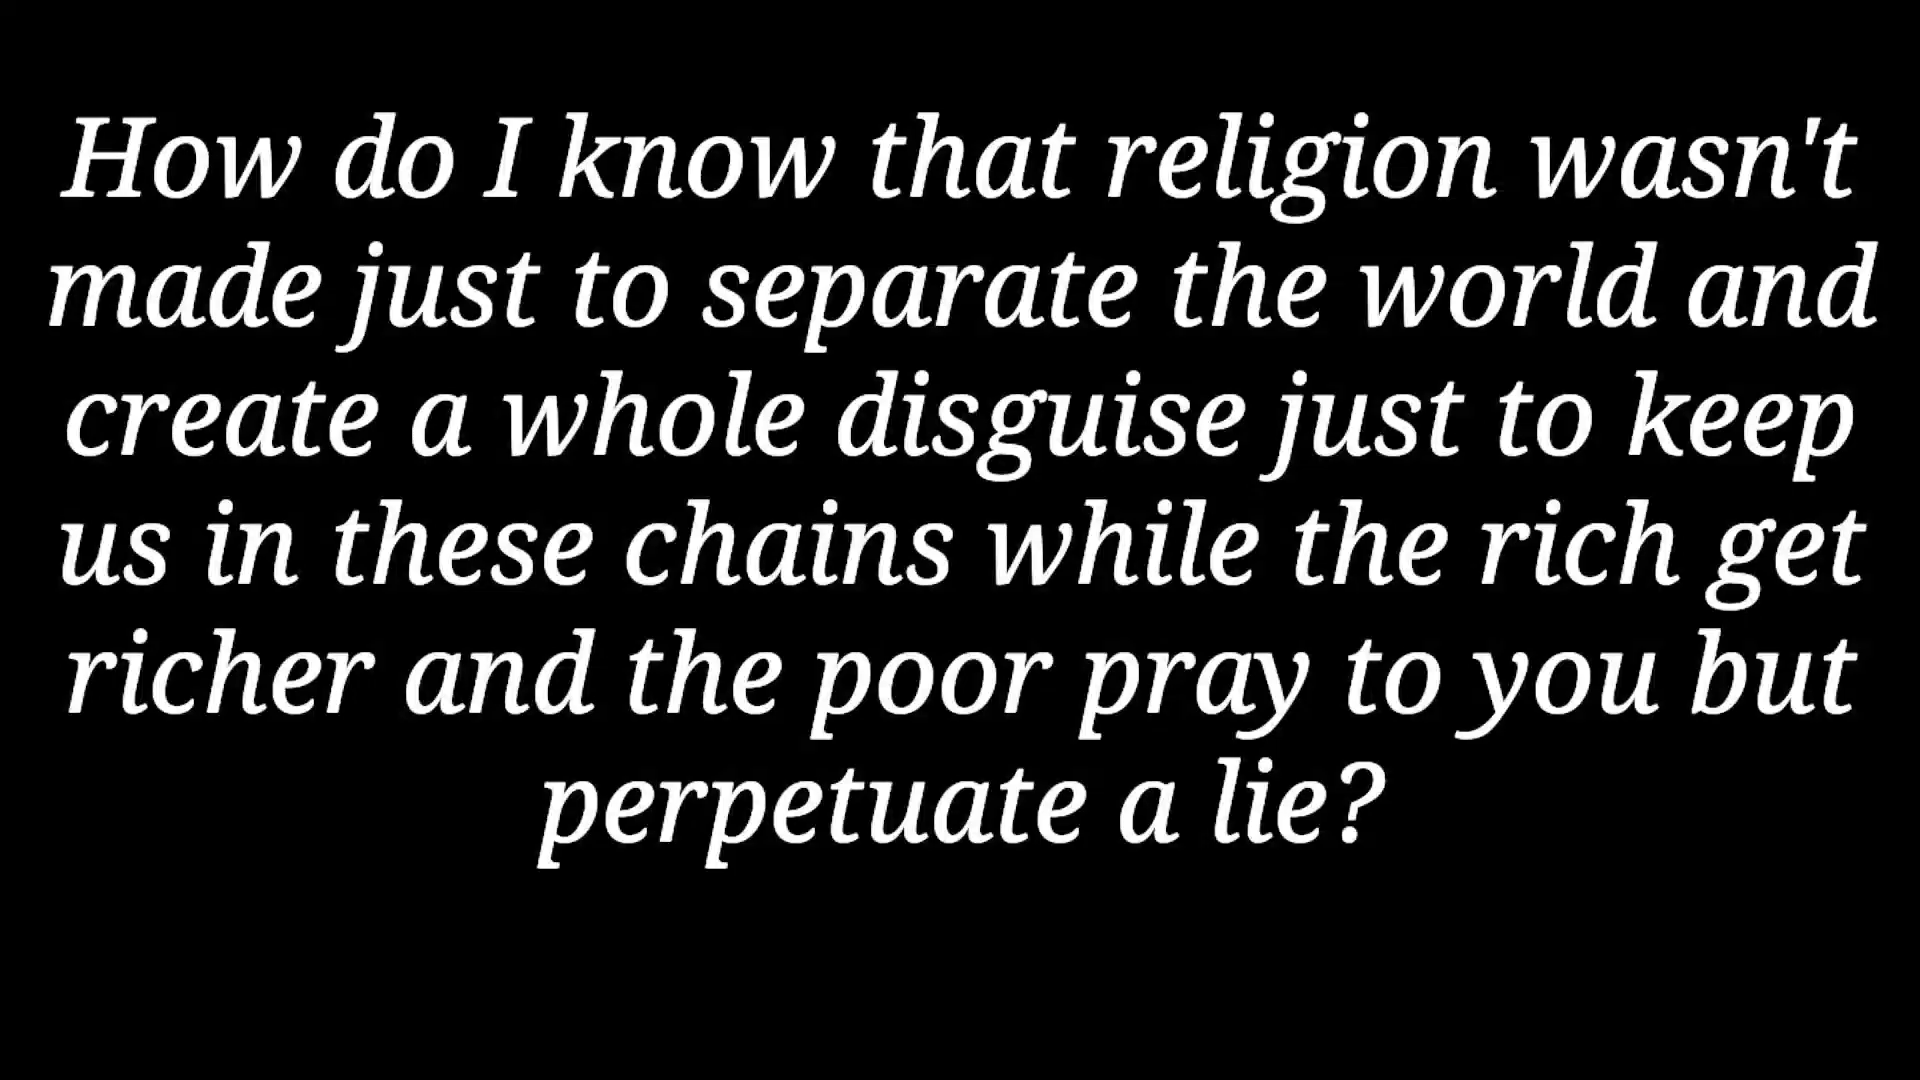 How do I know that religion wasn't
made just to separate the world and
create a whole disguise just to keep
us in these chains while the rich get
richer and the poor pray to you but
perpetuate a lie?